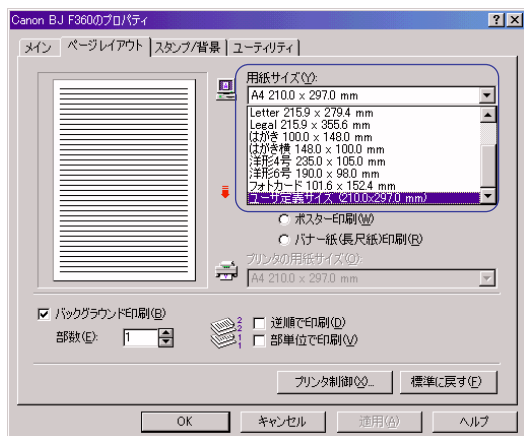 Canon BJ F360のプロパティ
メイン ページレイアウト スタンプ/背景 ユーティリティ
用紙サイズ(Y):
A4 210.0 x 297.0 mm
Letter 215.9 x 279.4 mm
Legal 215.9 x 355.6 mm
はがき 100.0 x 148.0 mm
はがき横 148.0 x 100.0 mm
洋形4号 235.0 x 105.0 mm
洋形6号 190.0 x 98.0 mm
フォトカード 101.6 x 152.4 mm
ユーザ定義サイズ (210.0x297.0 mm)
ポスター印刷(W)
バナー紙(長尺紙)印刷(R)
プリンタの用紙サイズ(O):
A4 210.0 x 297.0 mm
バックグラウンド印刷(B)
部数(E): 1
逆順で印刷(D)
部単位で印刷(V)
プリンタ制御(X)... 標準に戻す(F)
OK キャンセル 適用(A) ヘルプ